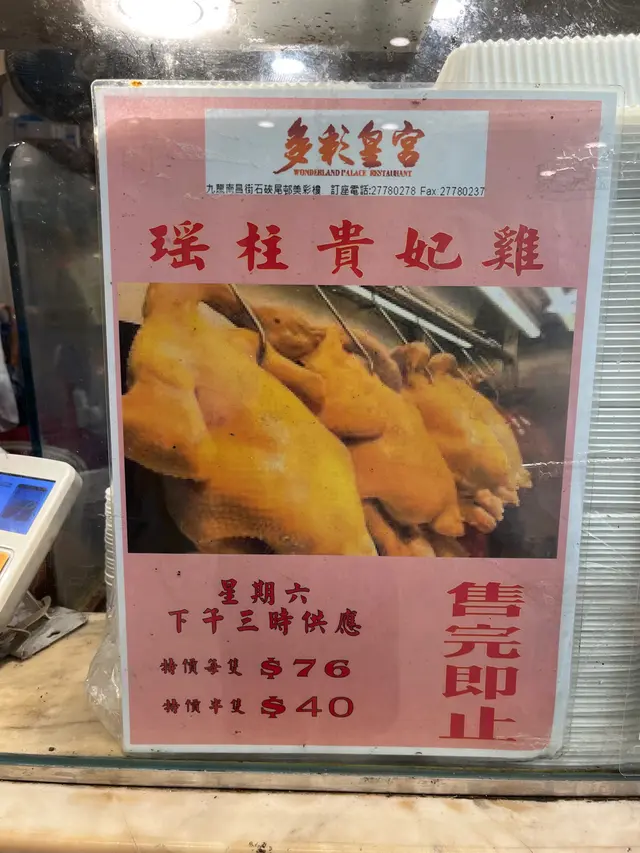 多彩皇宮
WONDERLAND PALACE RESTAURANT
九龍南昌街石硤尾邨美彩樓 訂座電話:27780278 Fax 27780237
瑶柱貴妃雞
星期六
下午三時供應
特價每隻 $76
特價半隻 $40
售完即止